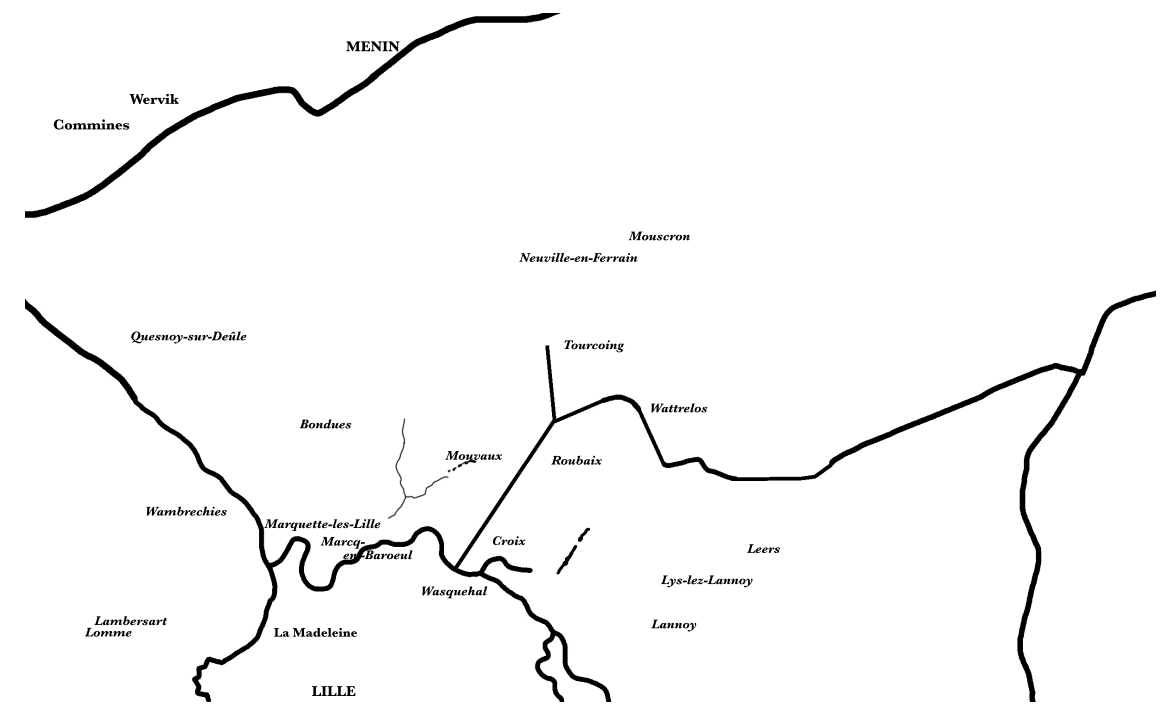 MENIN
Wervik
Commines
Mouscron
Neuville-en-Ferrain
Quesnoy-sur-Deûle
Tourcoing
Wattrelos
Bondues
Mouvaux
Roubaix
Wambrechies
Marquette-les-Lille
Marcq-
en-Baroeul
Croix
Leers
Lys-lez-Lannoy
Wasquehal
Lambersart
Lomme
La Madeleine
Lannoy
LILLE